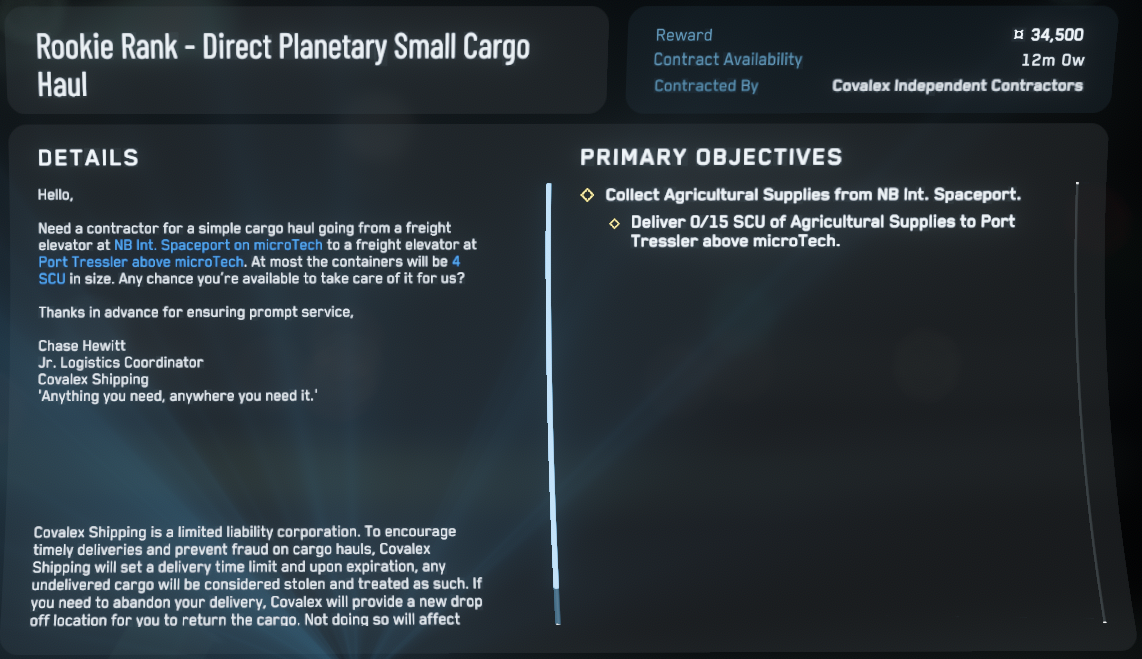 Rookie Rank - Direct Planetary Small Cargo
Haul
Reward ¤ 34,500
Contract Availability 12m 0w
Contracted By Covalex Independent Contractors
DETAILS
Hello,
Need a contractor for a simple cargo haul going from a freight
elevator at NB Int. Spaceport on microTech to a freight elevator at
Port Tressler above microTech. At most the containers will be 4
SCU in size. Any chance you're available to take care of it for us?
Thanks in advance for ensuring prompt service,
Chase Hewitt
Jr. Logistics Coordinator
Covalex Shipping
'Anything you need, anywhere you need it.'
Covalex Shipping is a limited liability corporation. To encourage
timely deliveries and prevent fraud on cargo hauls, Covalex
Shipping will set a delivery time limit and upon expiration, any
undelivered cargo will be considered stolen and treated as such. If
you need to abandon your delivery, Covalex will provide a new drop
off location for you to return the cargo. Not doing so will affect
PRIMARY OBJECTIVES
Collect Agricultural Supplies from NB Int. Spaceport.
Deliver 0/15 SCU of Agricultural Supplies to Port
Tressler above microTech.